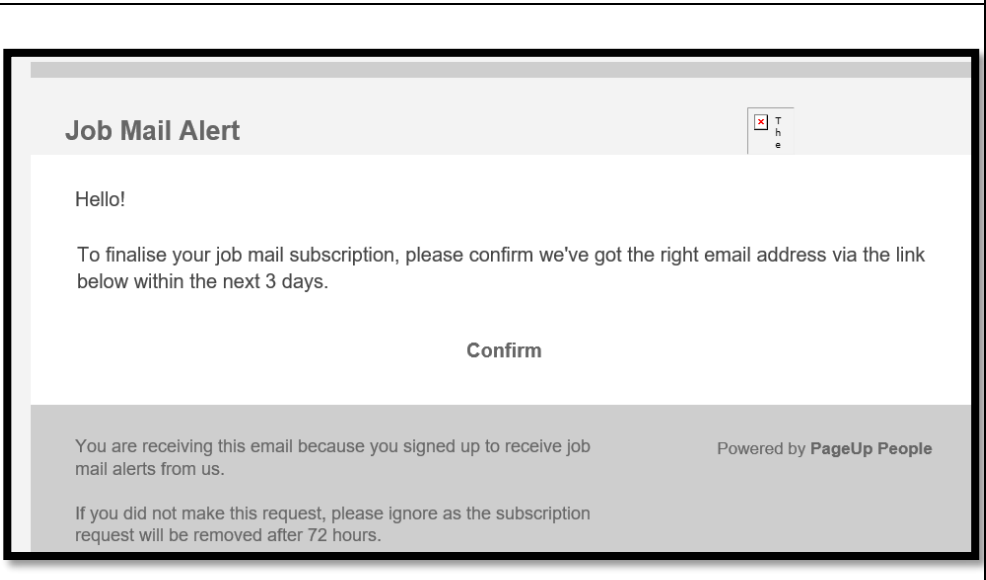 Job Mail Alert
The
Hello!
To finalise your job mail subscription, please confirm we've got the right email address via the link
below within the next 3 days.
Confirm
You are receiving this email because you signed up to receive job
mail alerts from us.
Powered by PageUp People
If you did not make this request, please ignore as the subscription
request will be removed after 72 hours.